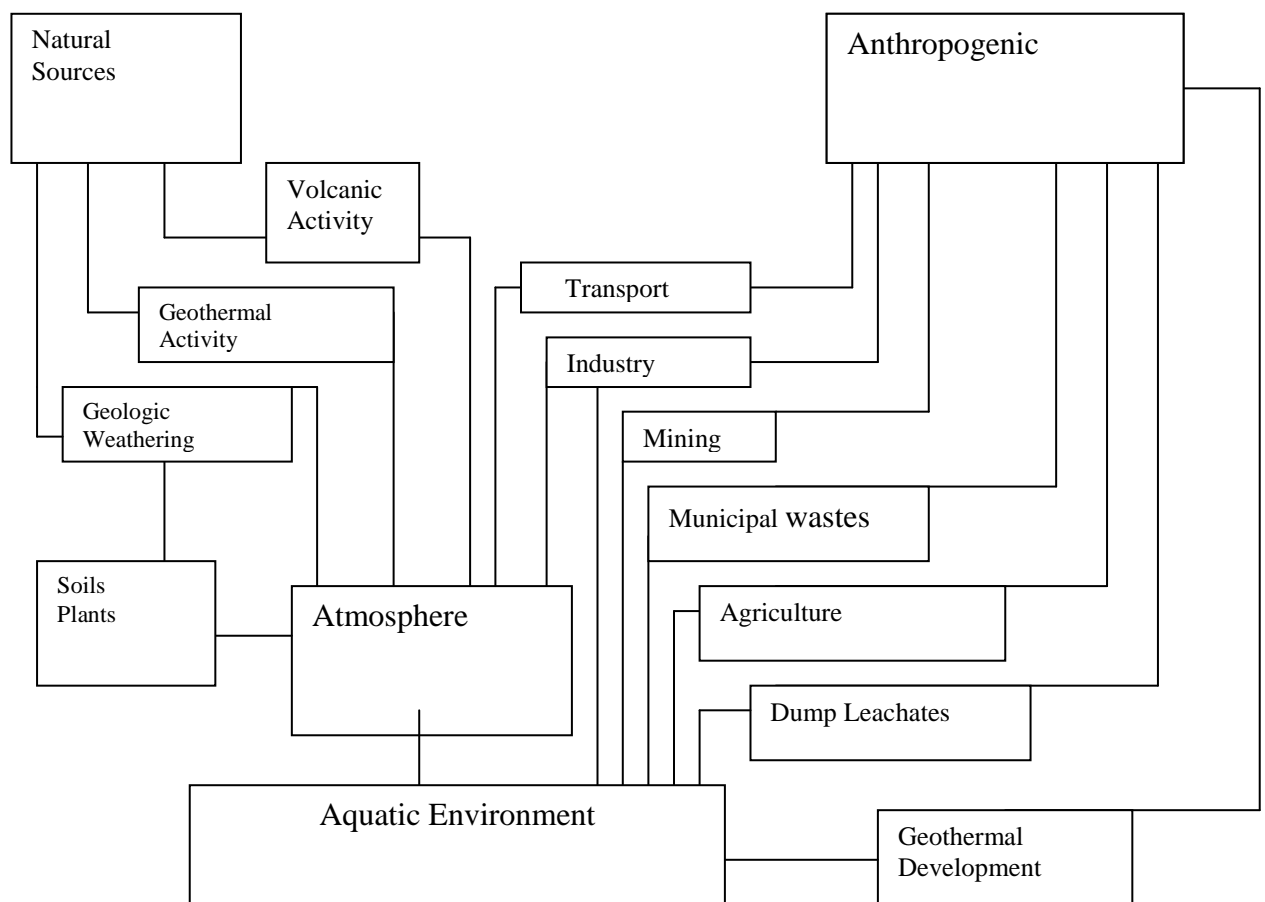 Natural
Sources
Anthropogenic
Volcanic
Activity
Transport
Geothermal
Activity
Industry
Geologic
Weathering
Mining
Municipal wastes
Soils
Plants
Atmosphere
Agriculture
Dump Leachates
Aquatic Environment
Geothermal
Development